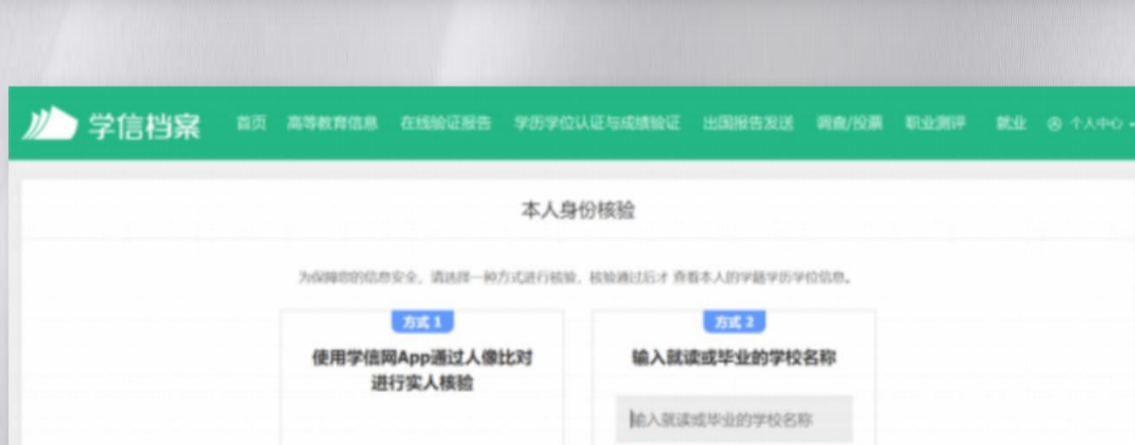 学信档案 首页 高等教育信息 在线验证报告 学历学位认证与成绩验证 出国报告发送 调查/投票 职业测评 就业 个人中心
本人身份核验
为保障您的信息安全，请选择一种方式进行核验，核验通过后才 查看本人的学籍学历学位信息。
方式 1 方式 2
使用学信网App通过人像比对 输入就读或毕业的学校名称
进行实人核验
输入就读或毕业的学校名称